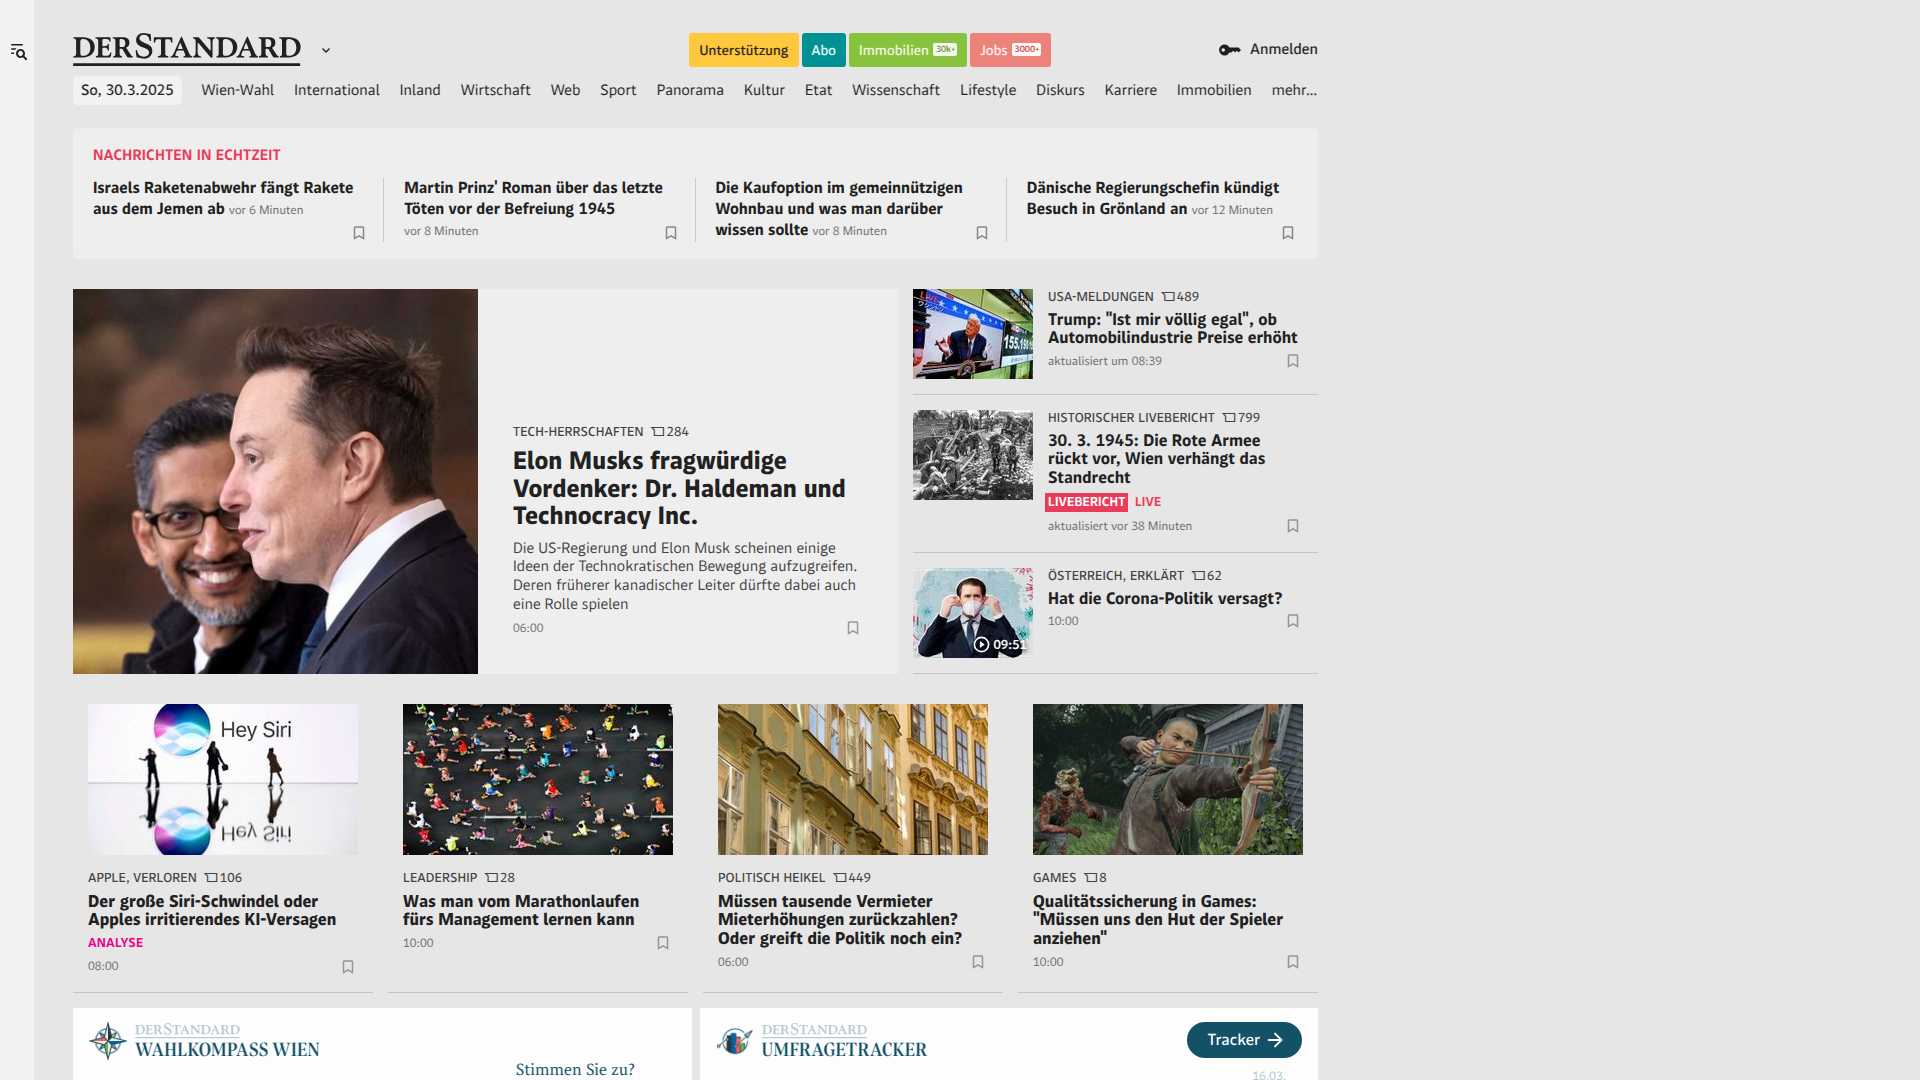 DERSTANDARD
Unterstützung
Abo
Immobilien 30k+
Jobs 3000+
Anmelden
So, 30.3.2025
Wien-Wahl
International
Inland
Wirtschaft
Web
Sport
Panorama
Kultur
Etat
Wissenschaft
Lifestyle
Diskurs
Karriere
Immobilien
mehr...
NACHRICHTEN IN ECHTZEIT
Israels Raketenabwehr fängt Rakete
aus dem Jemen ab vor 6 Minuten
Martin Prinz' Roman über das letzte
Töten vor der Befreiung 1945
vor 8 Minuten
Die Kaufoption im gemeinnützigen
Wohnbau und was man darüber
wissen sollte vor 8 Minuten
Dänische Regierungschefin kündigt
Besuch in Grönland an vor 12 Minuten
TECH-HERRSCHAFTEN 284
Elon Musks fragwürdige
Vordenker: Dr. Haldeman und
Technocracy Inc.
Die US-Regierung und Elon Musk scheinen einige
Ideen der Technokratischen Bewegung aufzugreifen.
Deren früherer kanadischer Leiter dürfte dabei auch
eine Rolle spielen
06:00
USA-MELDUNGEN 489
Trump: "Ist mir völlig egal", ob
Automobilindustrie Preise erhöht
aktualisiert um 08:39
HISTORISCHER LIVEBERICHT 799
30. 3. 1945: Die Rote Armee
rückt vor, Wien verhängt das
Standrecht
LIVEBERICHT LIVE
aktualisiert vor 38 Minuten
09:51
ÖSTERREICH, ERKLÄRT 62
Hat die Corona-Politik versagt?
10:00
Hey Siri
Hey Siri
APPLE, VERLOREN 106
Der große Siri-Schwindel oder
Apples irritierendes KI-Versagen
ANALYSE
08:00
LEADERSHIP 28
Was man vom Marathonlaufen
fürs Management lernen kann
10:00
POLITISCH HEIKEL 449
Müssen tausende Vermieter
Mieterhöhungen zurückzahlen?
Oder greift die Politik noch ein?
06:00
GAMES 8
Qualitätssicherung in Games:
"Müssen uns den Hut der Spieler
anziehen"
10:00
DERSTANDARD
WAHLKOMPASS WIEN
Stimmen Sie zu?
DERSTANDARD
UMFRAGETRACKER
Tracker
16.03.